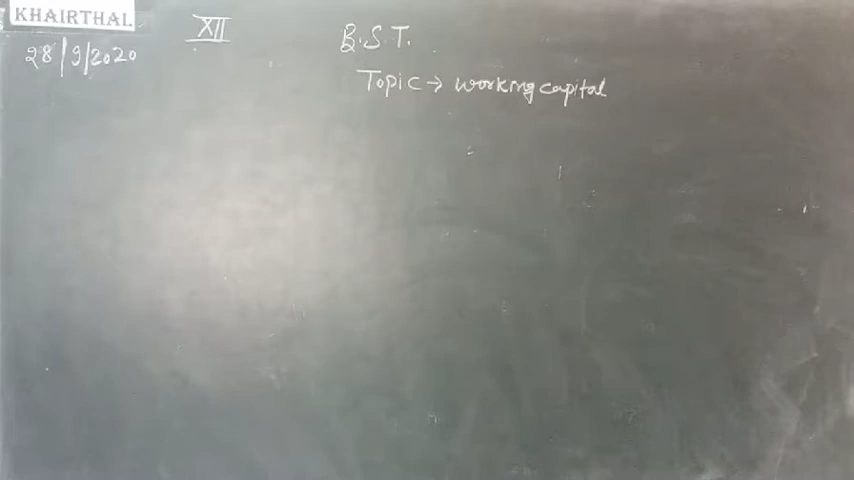 KHAIRTHAL
XII
B.S.T.
28/9/2020
Topic → working capital